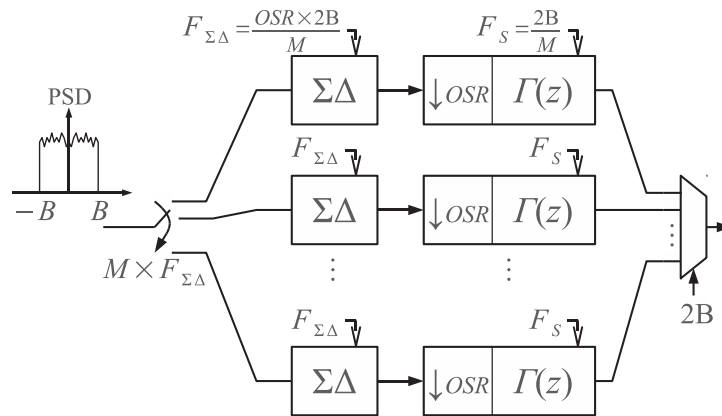 F_ΣΔ = OSR × 2B / M
F_S = 2B / M
PSD
−B B
M × F_ΣΔ
ΣΔ ↓OSR Γ(z)
F_ΣΔ F_S
ΣΔ ↓OSR Γ(z)
⋮ ⋮ ⋮
F_ΣΔ F_S
ΣΔ ↓OSR Γ(z)
2B